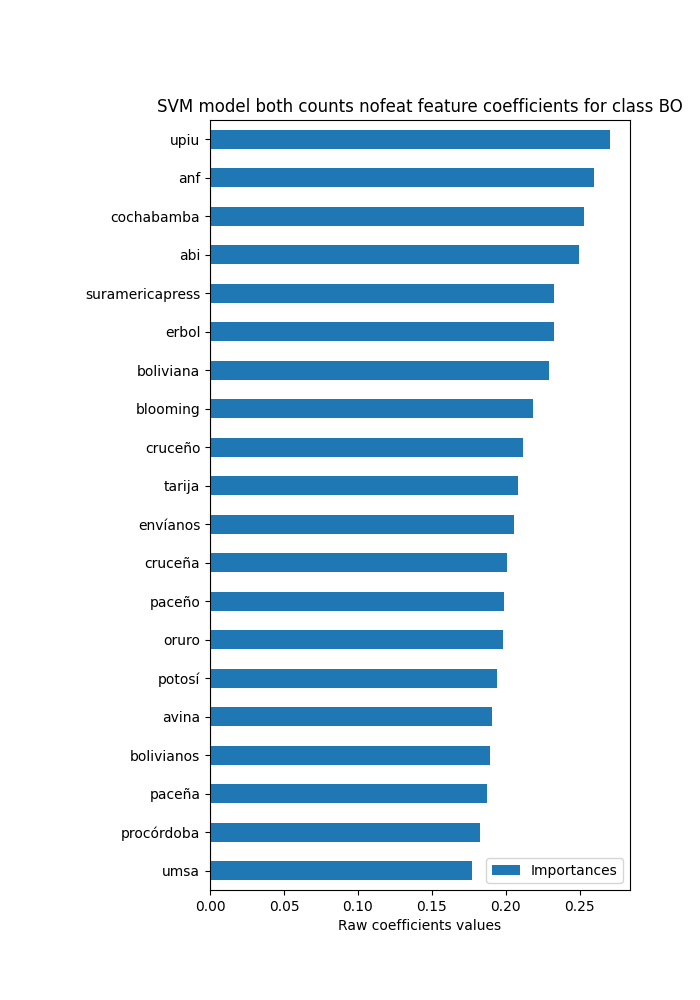 SVM model both counts nofeat feature coefficients for class BO
upiu
anf
cochabamba
abi
suramericapress
erbol
boliviana
blooming
cruceño
tarija
envíanos
cruceña
paceño
oruro
potosí
avina
bolivianos
paceña
procórdoba
umsa
Importances
0.00 0.05 0.10 0.15 0.20 0.25
Raw coefficients values